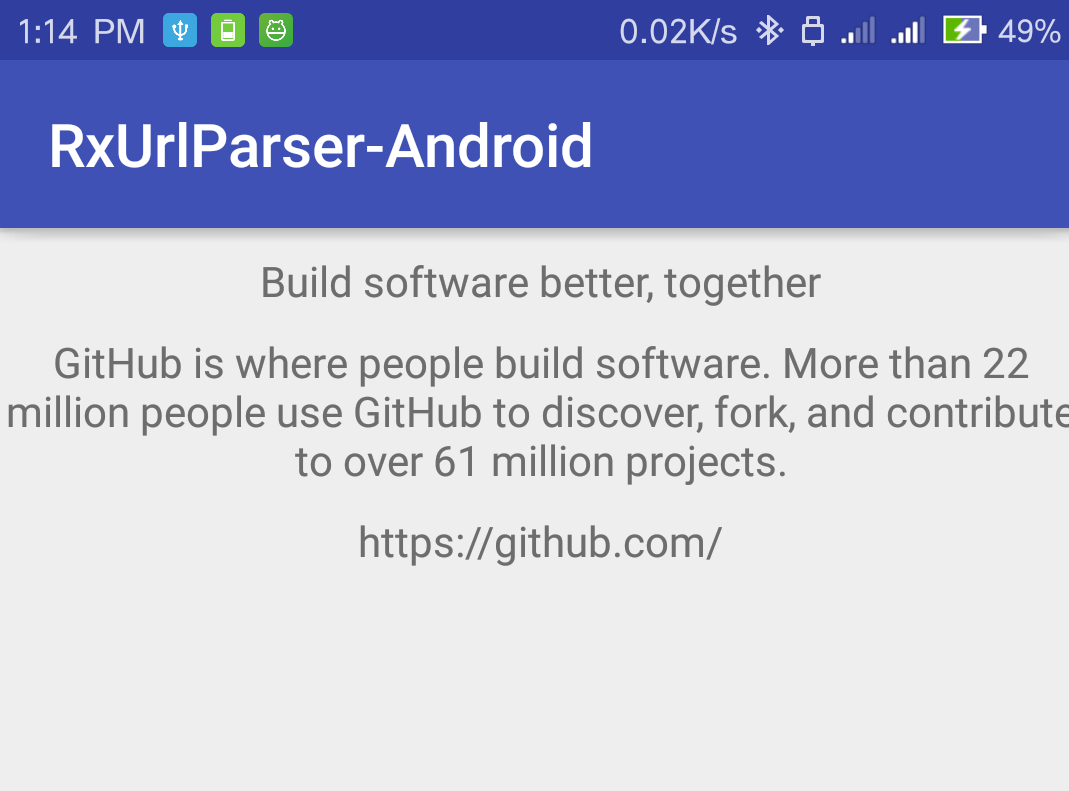 1:14 PM 0.02K/s 49%
RxUrlParser-Android
Build software better, together
GitHub is where people build software. More than 22
million people use GitHub to discover, fork, and contribute
to over 61 million projects.
https://github.com/